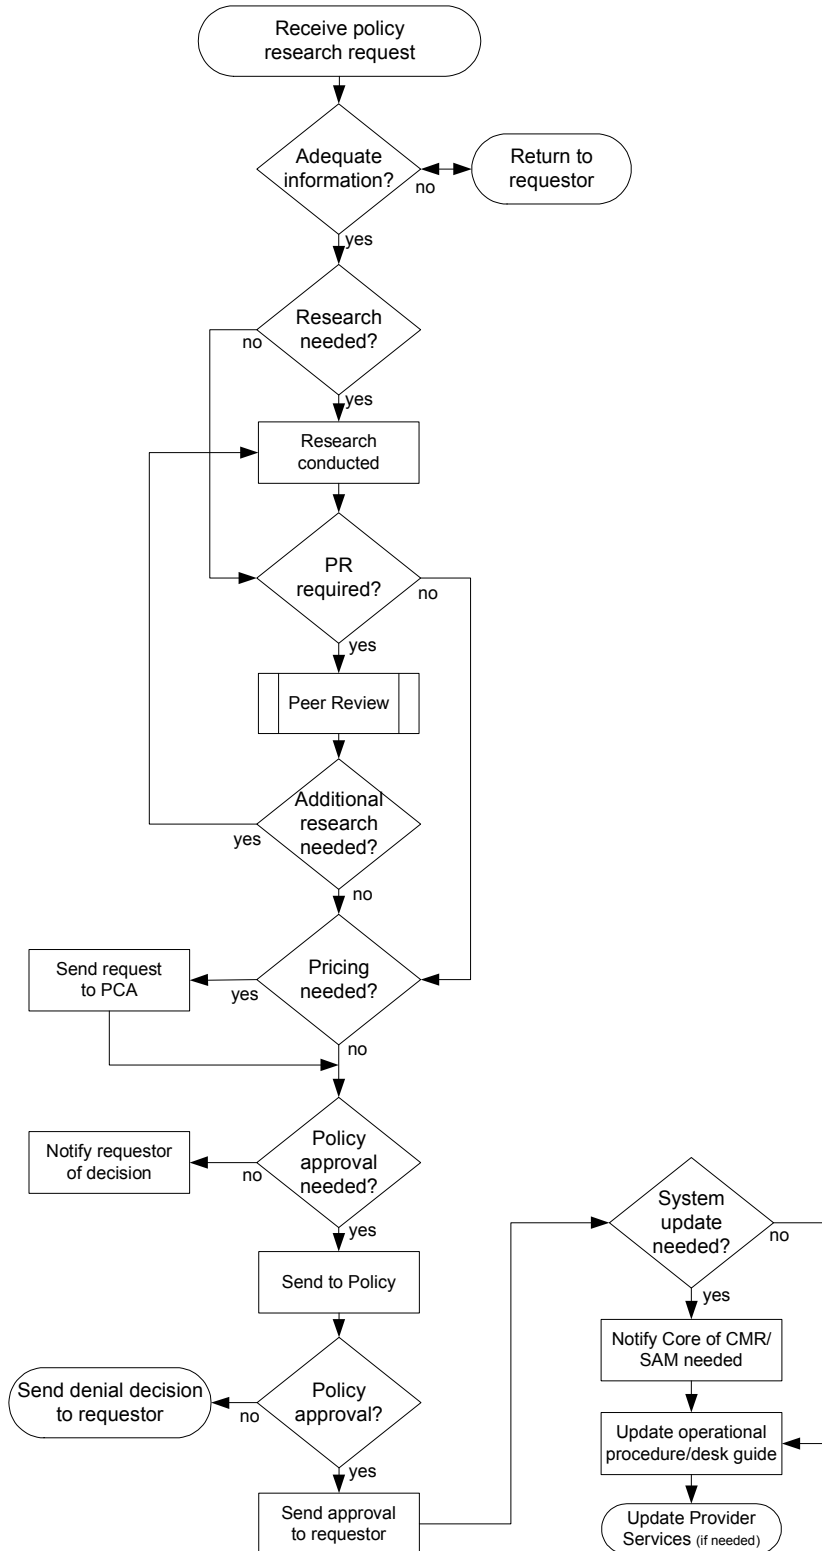 Receive policy
research request
Adequate
information?
no
Return to
requestor
yes
Research
needed?
no
yes
Research
conducted
PR
required?
no
yes
Peer Review
Additional
research
needed?
yes
no
Pricing
needed?
yes
Send request
to PCA
no
Policy
approval
needed?
no
Notify requestor
of decision
yes
Send to Policy
Policy
approval?
no
Send denial decision
to requestor
yes
Send approval
to requestor
System
update
needed?
no
yes
Notify Core of CMR/
SAM needed
Update operational
procedure/desk guide
Update Provider
Services (if needed)